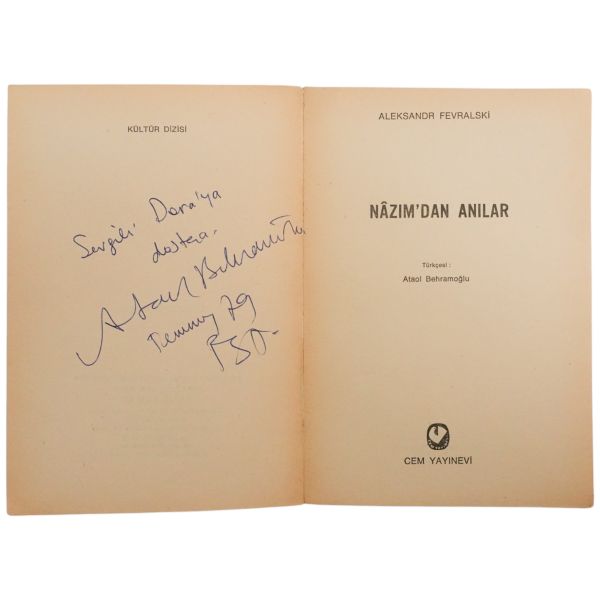 KÜLTÜR DİZİSİ
Sevgili Dora'ya
dostça.
Ataol Behramoğlu
Temmuz 79
İst.
ALEKSANDR FEVRALSKİ
NÂZIM'DAN ANILAR
Türkçesi :
Ataol Behramoğlu
CEM YAYINEVİ